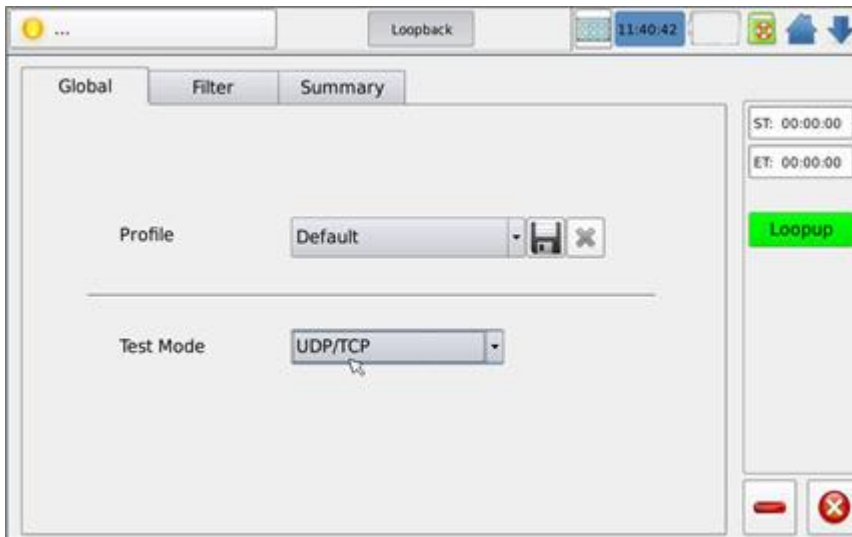 ...
Loopback
11:40:42
Global
Filter
Summary
ST: 00:00:00
ET: 00:00:00
Loopup
Profile
Default
Test Mode
UDP/TCP